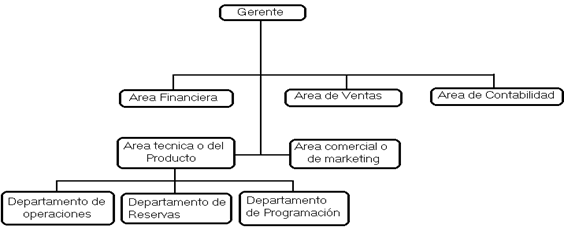 Gerente
Area Financiera
Area de Ventas
Area de Contabilidad
Area tecnica o del
Producto
Area comercial o
de marketing
Departamento de
operaciones
Departamento de
Reservas
Departamento
de Programación